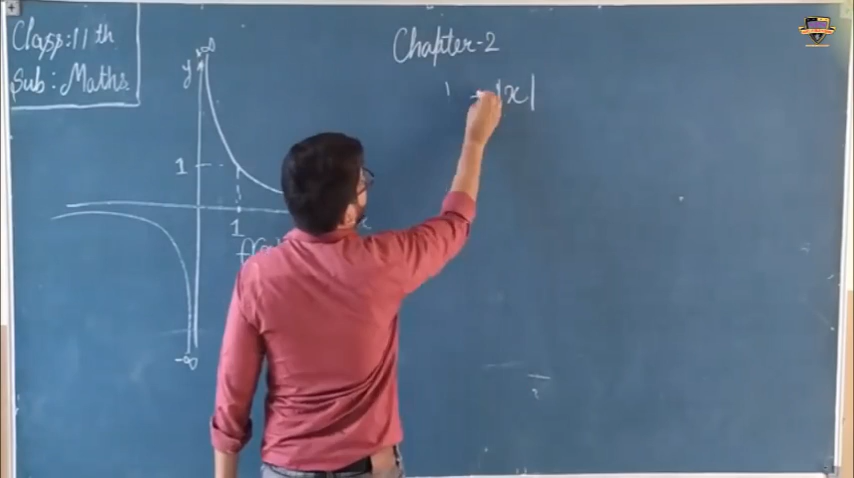 Class: 11th
Sub: Maths
Chapter-2
|x|
y
∞
1
1
-∞